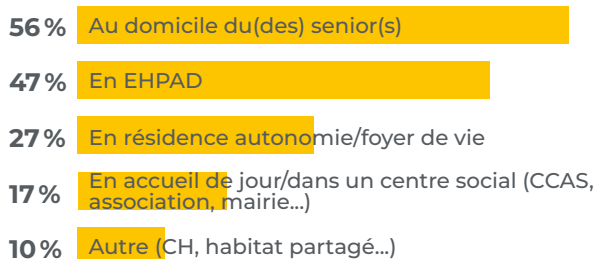 56 % Au domicile du(des) senior(s)
47 % En EHPAD
27 % En résidence autonomie/foyer de vie
17 % En accueil de jour/dans un centre social (CCAS,
association, mairie...)
10 % Autre (CH, habitat partagé...)